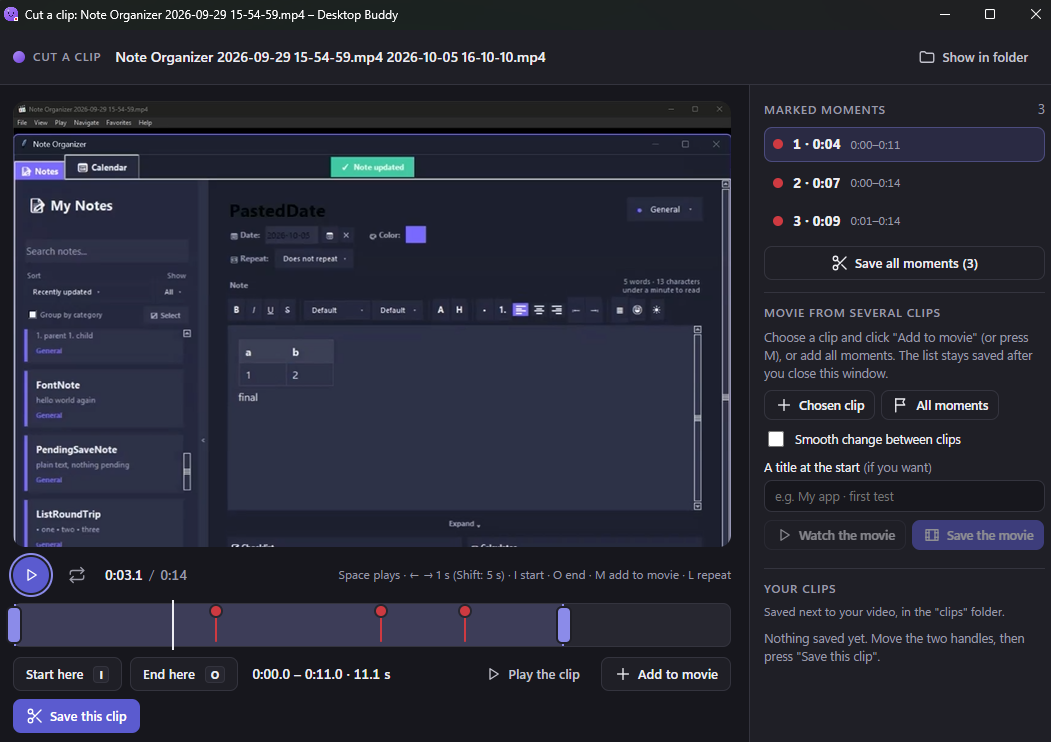 Cut a clip: Note Organizer 2026-09-29 15-54-59.mp4 – Desktop Buddy
CUT A CLIP Note Organizer 2026-09-29 15-54-59.mp4 2026-10-05 16-10-10.mp4
Show in folder
Note Organizer 2026-09-29 15-54-59.mp4
File View Play Navigate Favorites Help
Note Organizer
Notes Calendar
✓ Note updated
My Notes
Search notes...
Sort Show
Recently updated All
Group by category Select
1. parent 1. child
General
FontNote
hello world again
General
PendingSaveNote
plain text, nothing pending
General
ListRoundTrip
• one • two • three
General
PastedDate
General
Date: 2026-10-05 Color:
Repeat: Does not repeat
Note
5 words · 13 characters
under a minute to read
B I U S Default Default A H • 1.
a b
1 2
final
Expand
Checklist
Calculator
0:03.1 / 0:14
Space plays · ← → 1 s (Shift: 5 s) · I start · O end · M add to movie · L repeat
Start here I
End here O
0:00.0 – 0:11.0 · 11.1 s
Play the clip
Add to movie
Save this clip
MARKED MOMENTS 3
1 · 0:04 0:00–0:11
2 · 0:07 0:00–0:14
3 · 0:09 0:01–0:14
Save all moments (3)
MOVIE FROM SEVERAL CLIPS
Choose a clip and click "Add to movie" (or press
M), or add all moments. The list stays saved after
you close this window.
Chosen clip
All moments
Smooth change between clips
A title at the start (if you want)
e.g. My app · first test
Watch the movie
Save the movie
YOUR CLIPS
Saved next to your video, in the "clips" folder.
Nothing saved yet. Move the two handles, then
press "Save this clip".